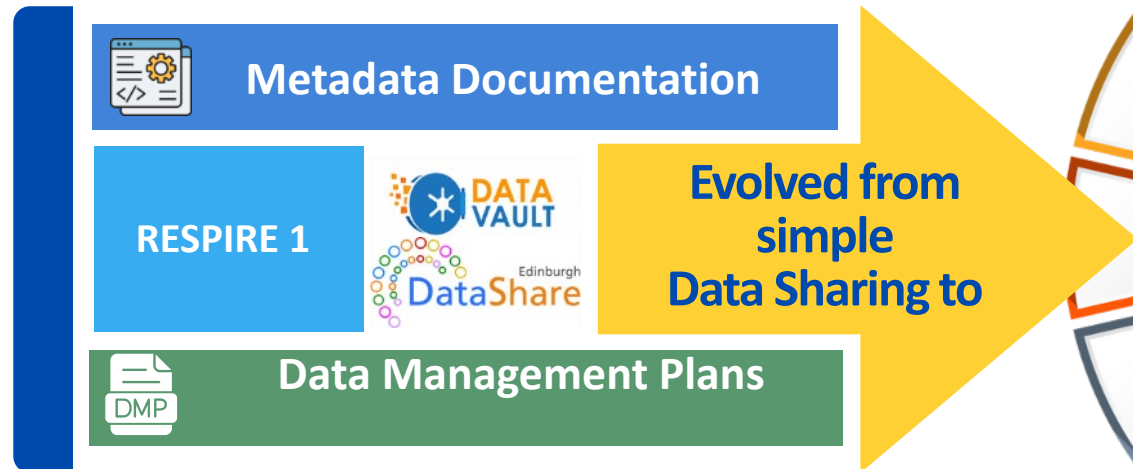 </>
Metadata Documentation
RESPIRE 1
DATA
VAULT
Edinburgh
DataShare
Evolved from
simple
Data Sharing to
DMP
Data Management Plans